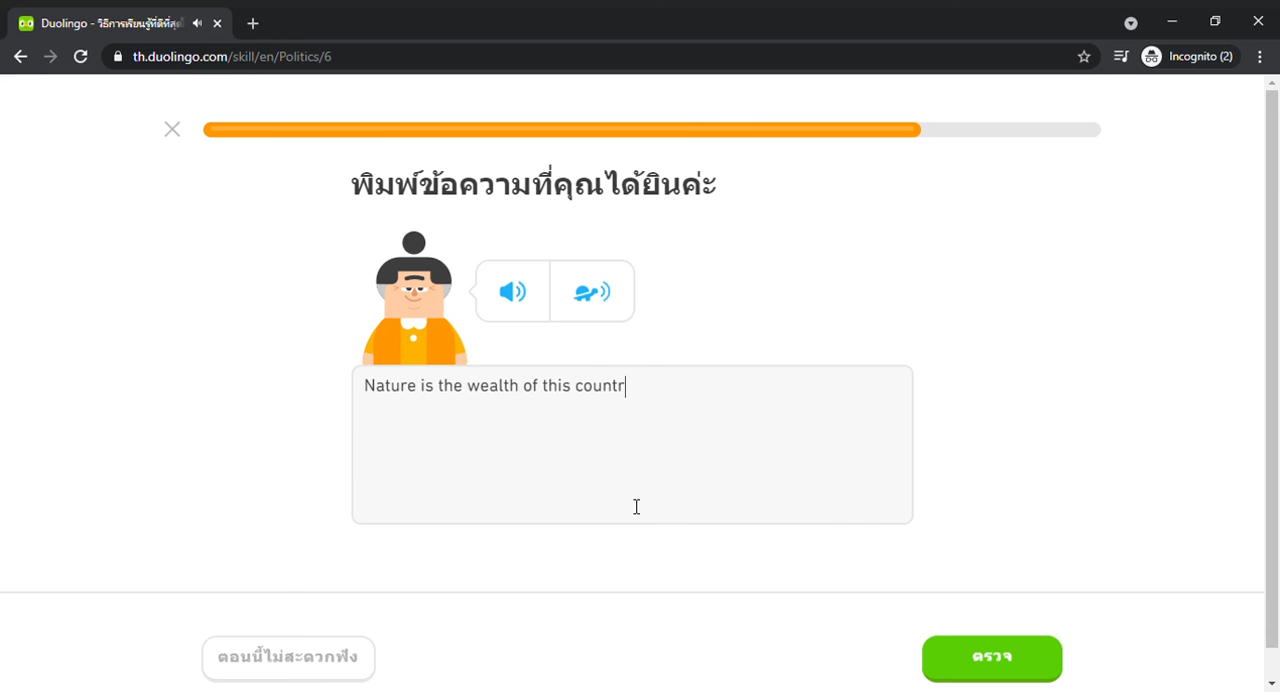 Duolingo - วิธีการเรียนรู้ที่ดีที่สุด
th.duolingo.com/skill/en/Politics/6
Incognito (2)
พิมพ์ข้อความที่คุณได้ยินค่ะ
Nature is the wealth of this countr
ตอนนี้ไม่สะดวกฟัง
ตรวจ